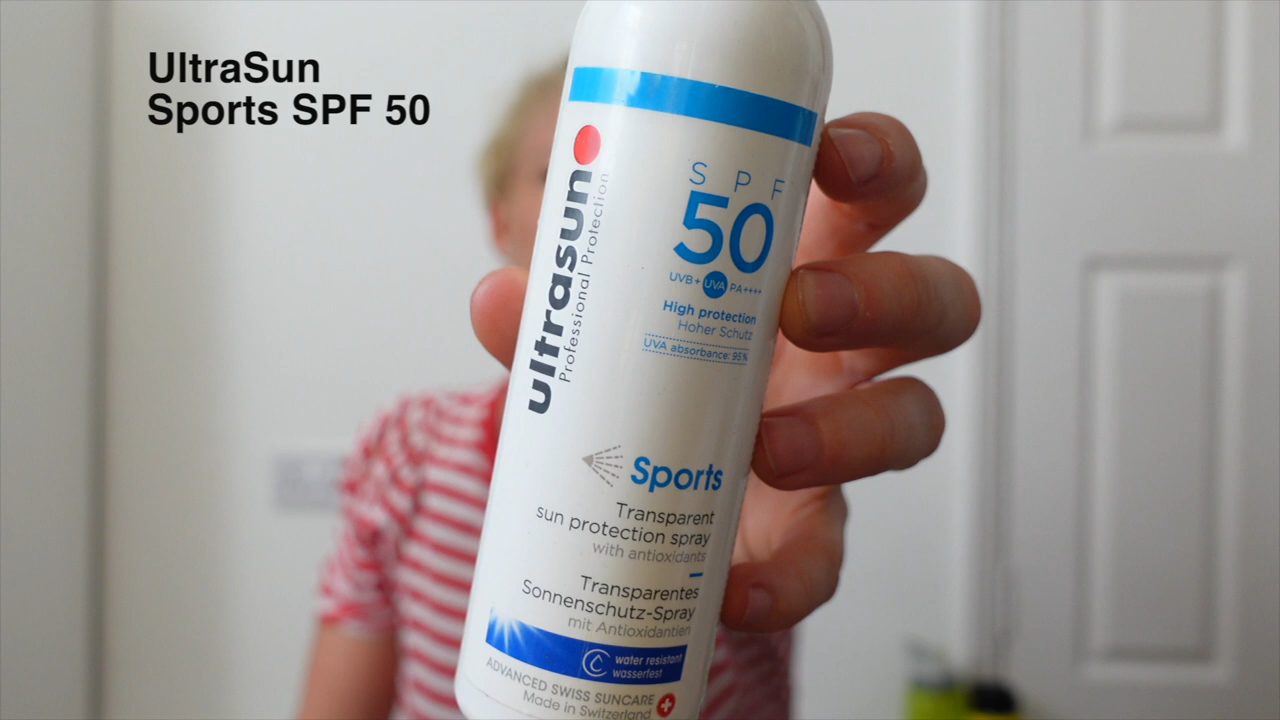 UltraSun
Sports SPF 50
ultrasun
Professional Protection
SPF
50
UVB+ UVA PA++++
High protection
Hoher Schutz
UVA absorbance: 95%
Sports
Transparent
sun protection spray
with antioxidants
Transparentes
Sonnenschutz-Spray
mit Antioxidantien
water resistant
wasserfest
ADVANCED SWISS SUNCARE
Made in Switzerland